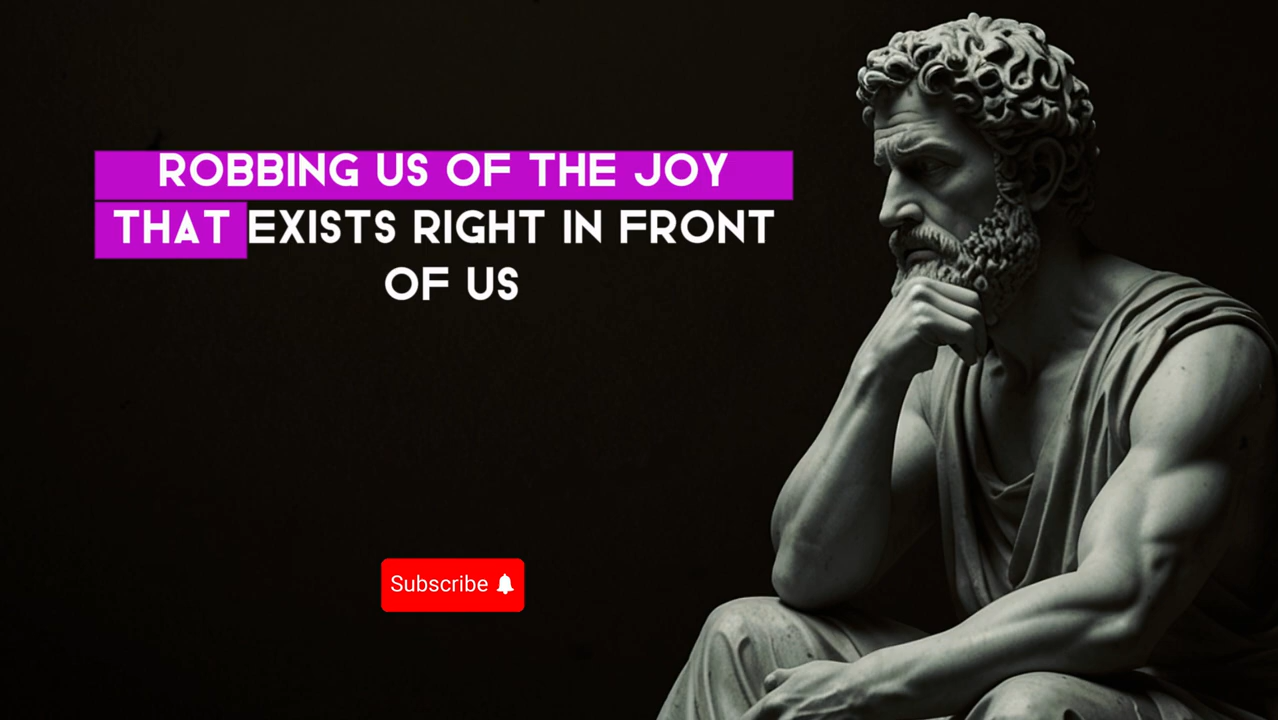 ROBBING US OF THE JOY
THAT EXISTS RIGHT IN FRONT
OF US
Subscribe